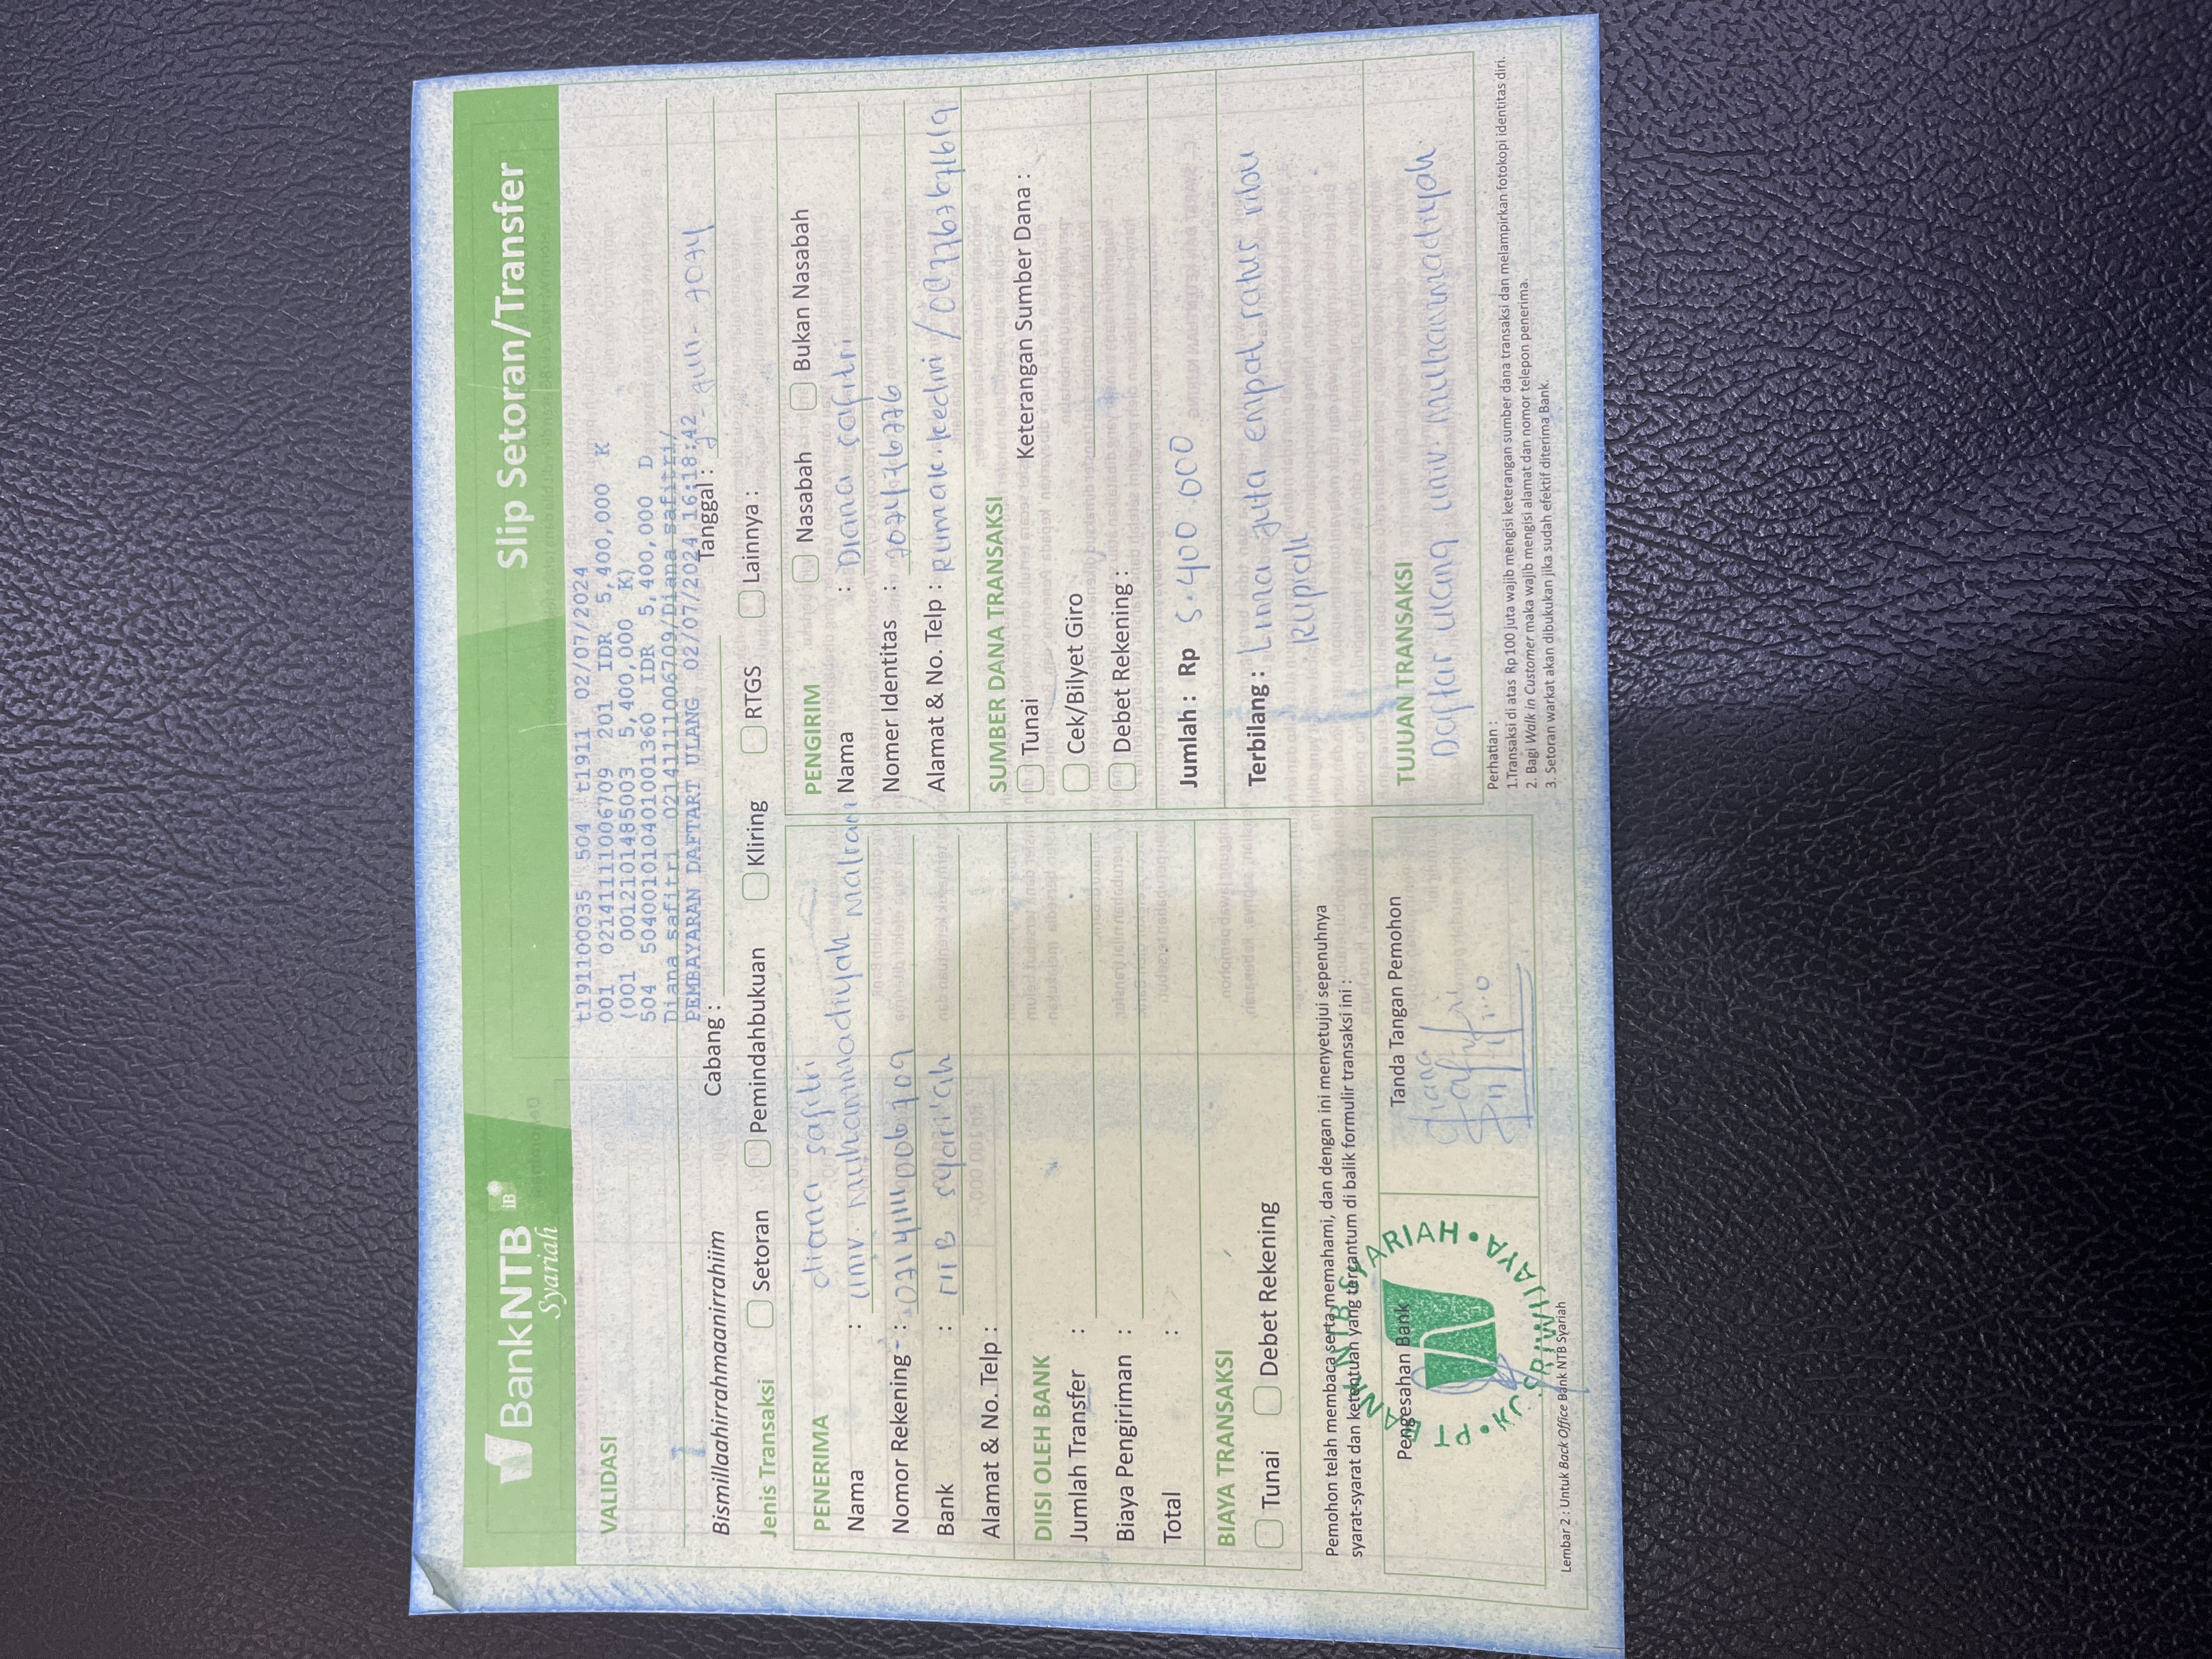 BankNTB iB
Syariah
Slip Setoran/Transfer
VALIDASI
t191100035 504 t1911 02/07/2024
001 0214111006709 201 IDR 5,400,000 K
(001 0012101485003 5,400,000 K)
504 5040010104010013​60 IDR 5,400,000 D
Diana safitri 0214111006709/Diana safitri/
PEMBAYARAN DAFTART ULANG 02/07/2024 16:18:42
Bismillaahirrahmaanirrahiim
Cabang :
Tanggal : 2 - Juli - 2024
Jenis Transaksi
Setoran
Pemindahbukuan
Kliring
RTGS
Lainnya :
PENERIMA
diana safitri
Nama : Univ. Muhammadiyah Mataram
Nomor Rekening : 0214111006709
Bank : NTB syari'ah
Alamat & No. Telp :
DIISI OLEH BANK
Jumlah Transfer :
Biaya Pengiriman :
Total :
BIAYA TRANSAKSI
Tunai
Debet Rekening
PENGIRIM
Nasabah
Bukan Nasabah
Nama : Diana safitri
Nomer Identitas :
Alamat & No. Telp : Rumak. kediri /
SUMBER DANA TRANSAKSI
Tunai
Keterangan Sumber Dana :
Cek/Bilyet Giro
Debet Rekening :
Jumlah : Rp 5.400.000
Terbilang : Lima juta empat ratus ribu
Rupiah
TUJUAN TRANSAKSI
Daftar ulang univ. muhammadiyah
Pemohon telah membaca serta memahami, dan dengan ini menyetujui sepenuhnya
syarat-syarat dan ketentuan yang tercantum di balik formulir transaksi ini :
Pengesahan Bank
PT BANK NTB SYARIAH
SRIWIJAYA
Tanda Tangan Pemohon
diana
Perhatian :
1.Transaksi di atas Rp100 juta wajib mengisi keterangan sumber dana transaksi dan melampirkan fotokopi identitas diri.
2. Bagi Walk in Customer maka wajib mengisi alamat dan nomor telepon penerima.
3. Setoran warkat akan dibukukan jika sudah efektif diterima Bank.
Lembar 2 : Untuk Back Office Bank NTB Syariah